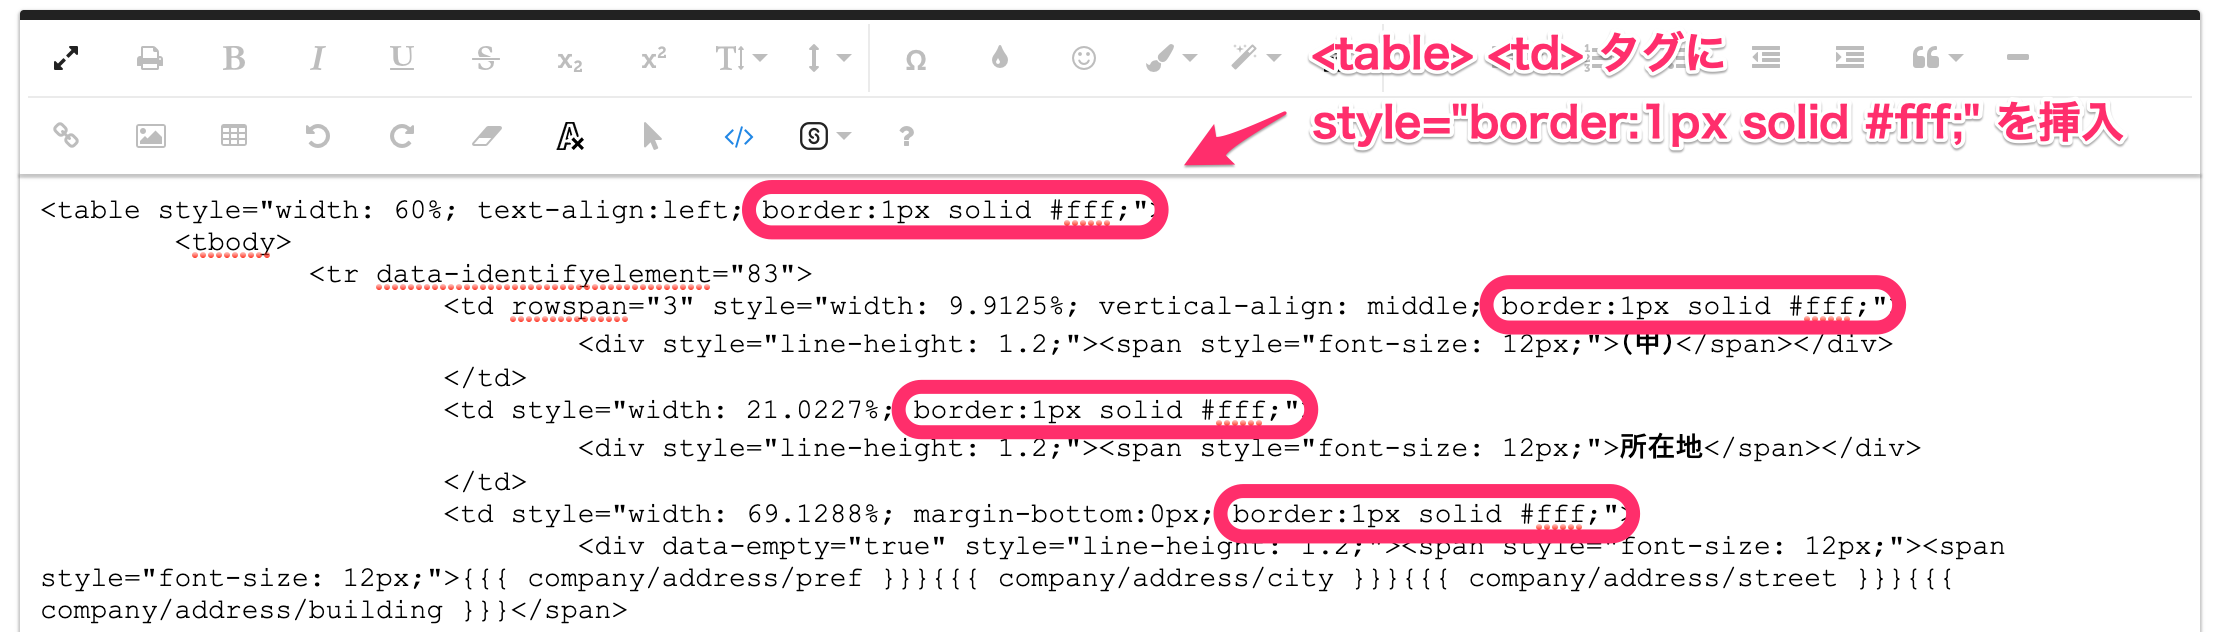 <table> <td> タグに
style="border:1px solid #fff;" を挿入
<table style="width: 60%; text-align:left; border:1px solid #fff;">
<tbody>
<tr data-identifyelement="83">
<td rowspan="3" style="width: 9.9125%; vertical-align: middle; border:1px solid #fff;"
<div style="line-height: 1.2;"><span style="font-size: 12px;">(甲)</span></div>
</td>
<td style="width: 21.0227%; border:1px solid #fff;">
<div style="line-height: 1.2;"><span style="font-size: 12px;">所在地</span></div>
</td>
<td style="width: 69.1288%; margin-bottom:0px; border:1px solid #fff;">
<div data-empty="true" style="line-height: 1.2;"><span style="font-size: 12px;"><span
style="font-size: 12px;">{{{ company/address/pref }}}{{{ company/address/city }}}{{{ company/address/street }}}{{{
company/address/building }}}</span>